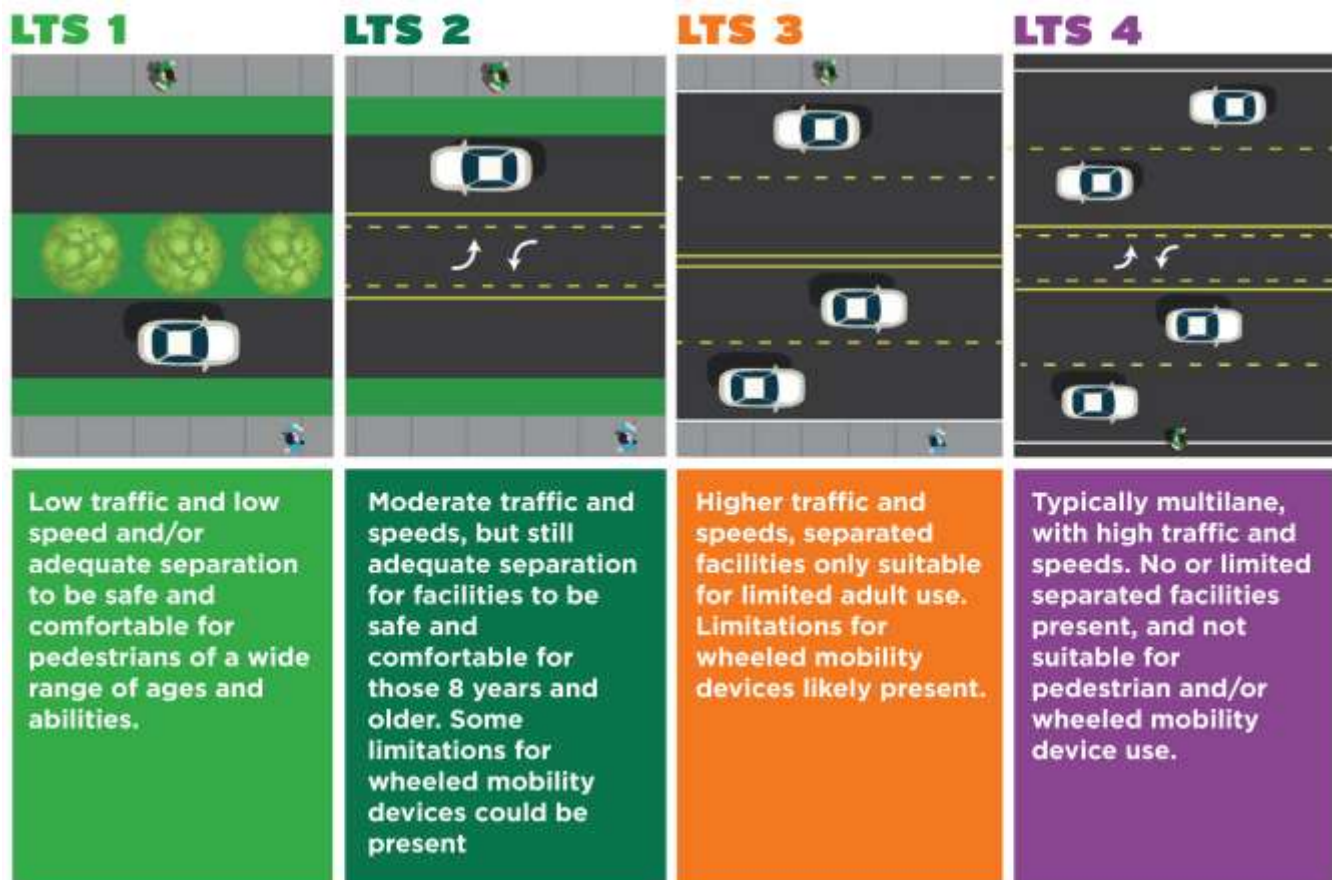 LTS 1
LTS 2
LTS 3
LTS 4
Low traffic and low
speed and/or
adequate separation
to be safe and
comfortable for
pedestrians of a wide
range of ages and
abilities.
Moderate traffic and
speeds, but still
adequate separation
for facilities to be
safe and
comfortable for
those 8 years and
older. Some
limitations for
wheeled mobility
devices could be
present
Higher traffic and
speeds, separated
facilities only suitable
for limited adult use.
Limitations for
wheeled mobility
devices likely present.
Typically multilane,
with high traffic and
speeds. No or limited
separated facilities
present, and not
suitable for
pedestrian and/or
wheeled mobility
device use.